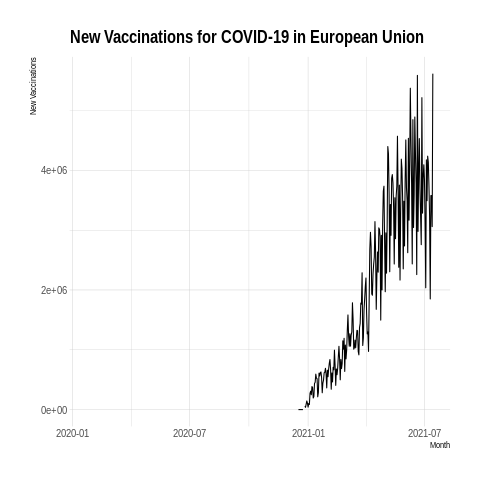 New Vaccinations for COVID-19 in European Union
New Vaccinations
4e+06
2e+06
0e+00
2020-01 2020-07 2021-01 2021-07
Month